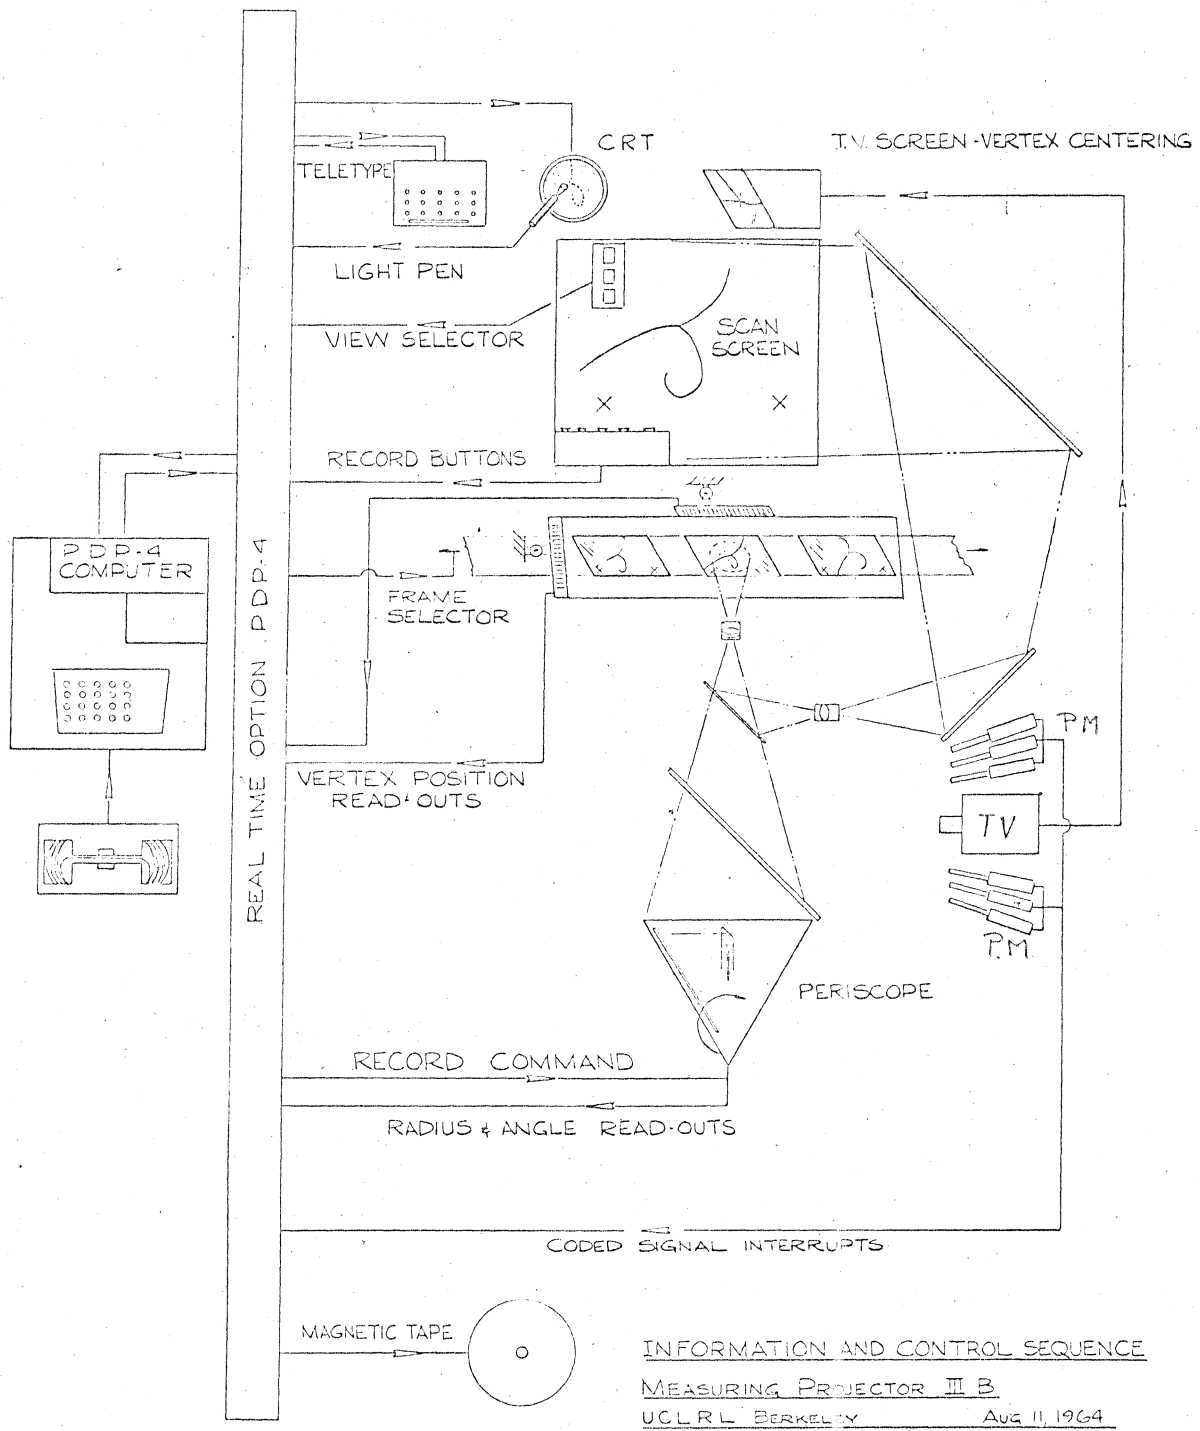 CRT
T.V. SCREEN - VERTEX CENTERING
TELETYPE
LIGHT PEN
VIEW SELECTOR
SCAN
SCREEN
RECORD BUTTONS
PDP-4
COMPUTER
FRAME
SELECTOR
REAL TIME OPTION PDP-4
P.M
VERTEX POSITION
READ-OUTS
TV
P.M.
PERISCOPE
RECORD COMMAND
RADIUS & ANGLE READ-OUTS
CODED SIGNAL INTERRUPTS
MAGNETIC TAPE
INFORMATION AND CONTROL SEQUENCE
MEASURING PROJECTOR III B
UCLRL BERKELEY AUG 11, 1964